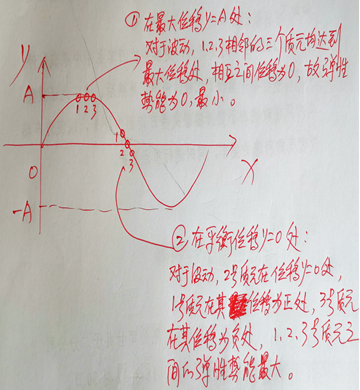 ① 在最大位移y=A处:
对于波动,1.2.3相邻的三个质元均达到
最大位移处,相互之间位移为0,故弹性
势能为0,最小。
y
A
1 2 3
1
2
3
0
x
-A
② 在平衡位移y=0处:
对于波动,2号质元在位移y=0处,
1号质元在其位移为正处,3号质元
在其位移为负处,1、2、3号质元之
间的弹性势能最大。